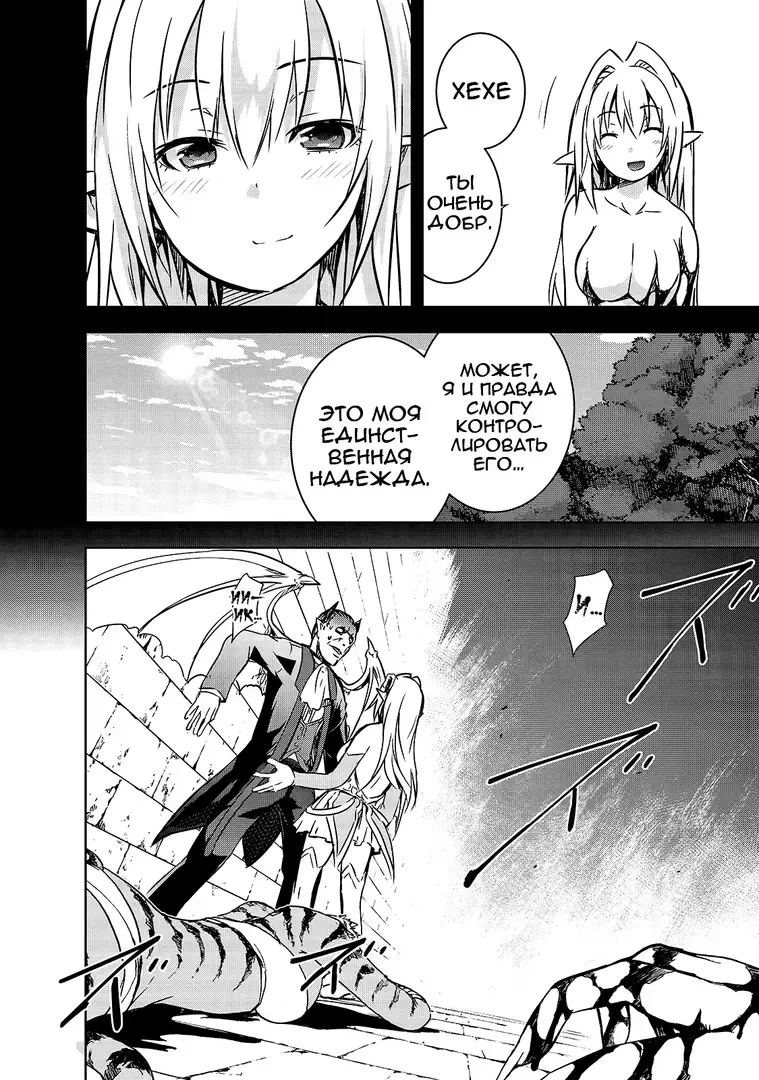 ХЕХЕ
ТЫ
ОЧЕНЬ
ДОБР.
МОЖЕТ,
Я И ПРАВДА
СМОГУ
КОНТРО-
ЛИРОВАТЬ
ЕГО...
ЭТО МОЯ
ЕДИНСТ-
ВЕННАЯ
НАДЕЖДА.
И...
ИИ-
ИК!